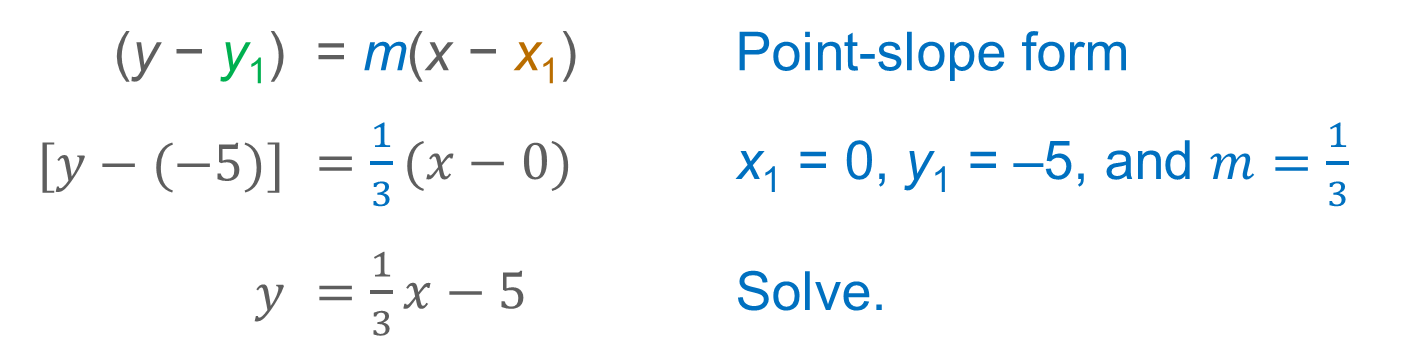 (y − y₁) = m(x − x₁) Point-slope form
[y − (−5)] = 1/3 (x − 0) x₁ = 0, y₁ = –5, and m = 1/3
y = 1/3 x − 5 Solve.